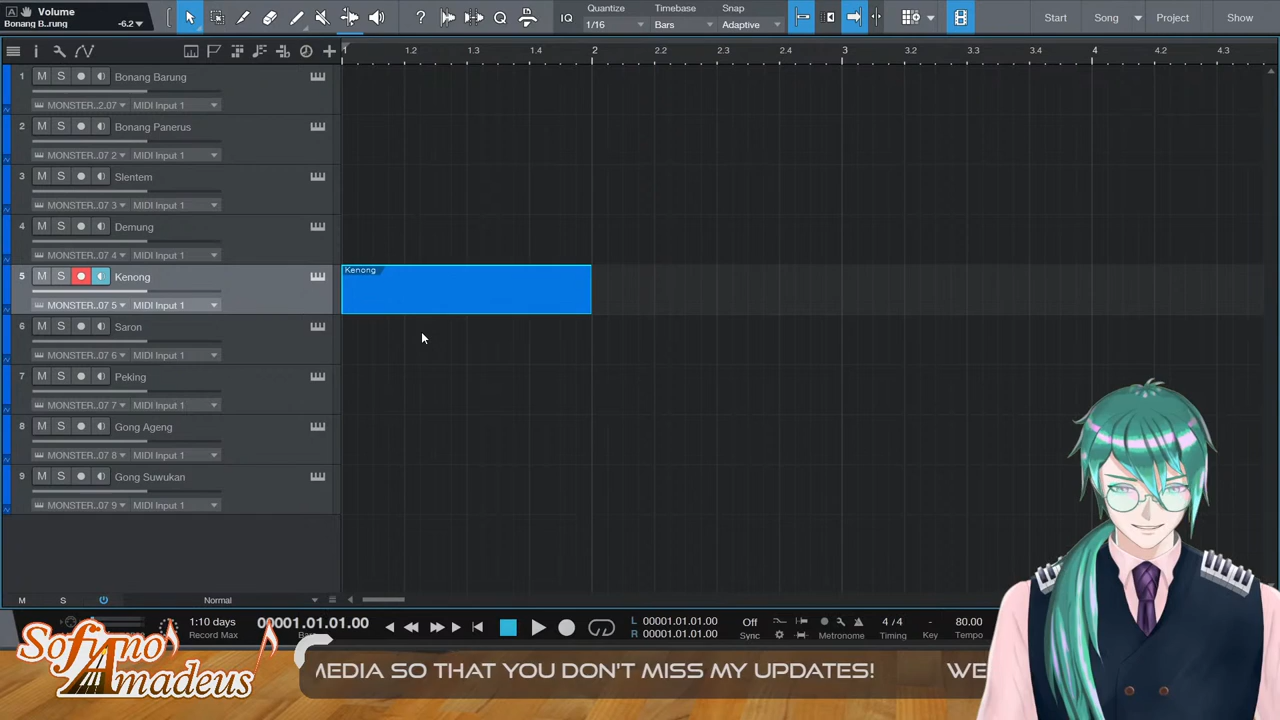 Volume
Bonang B..rung -6.2
IQ
Quantize
1/16
Timebase
Bars
Snap
Adaptive
Start
Song
Project
Show
1
1.2
1.3
1.4
2
2.2
2.3
2.4
3
3.2
3.3
3.4
4
4.2
4.3
1 M S Bonang Barung
MONSTER..2.07 MIDI Input 1
2 M S Bonang Panerus
MONSTER..07 2 MIDI Input 1
3 M S Slentem
MONSTER..07 3 MIDI Input 1
4 M S Demung
MONSTER..07 4 MIDI Input 1
5 M S Kenong
MONSTER..07 5 MIDI Input 1
Kenong
6 M S Saron
MONSTER..07 6 MIDI Input 1
7 M S Peking
MONSTER..07 7 MIDI Input 1
8 M S Gong Ageng
MONSTER..07 8 MIDI Input 1
9 M S Gong Suwukan
MONSTER..07 9 MIDI Input 1
M S Normal
1:10 days
Record Max
00001.01.01.00
L 00001.01.01.00
R 00001.01.01.00
Off
Sync
Metronome
4 / 4
Timing
-
Key
80.00
Tempo
Sofiano
Amadeus
MEDIA SO THAT YOU DON'T MISS MY UPDATES! WE